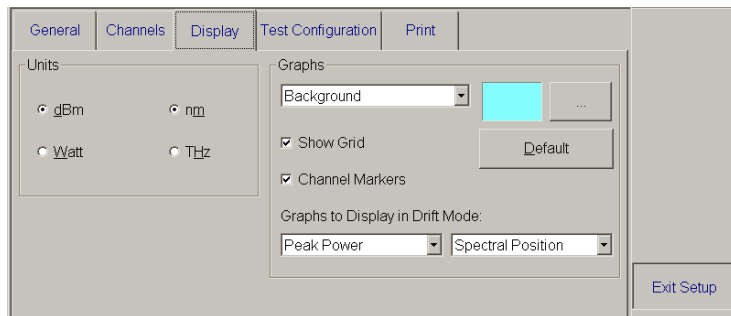 General Channels Display Test Configuration Print
Units
dBm nm
Watt THz
Graphs
Background ...
Show Grid
Default
Channel Markers
Graphs to Display in Drift Mode:
Peak Power Spectral Position
Exit Setup